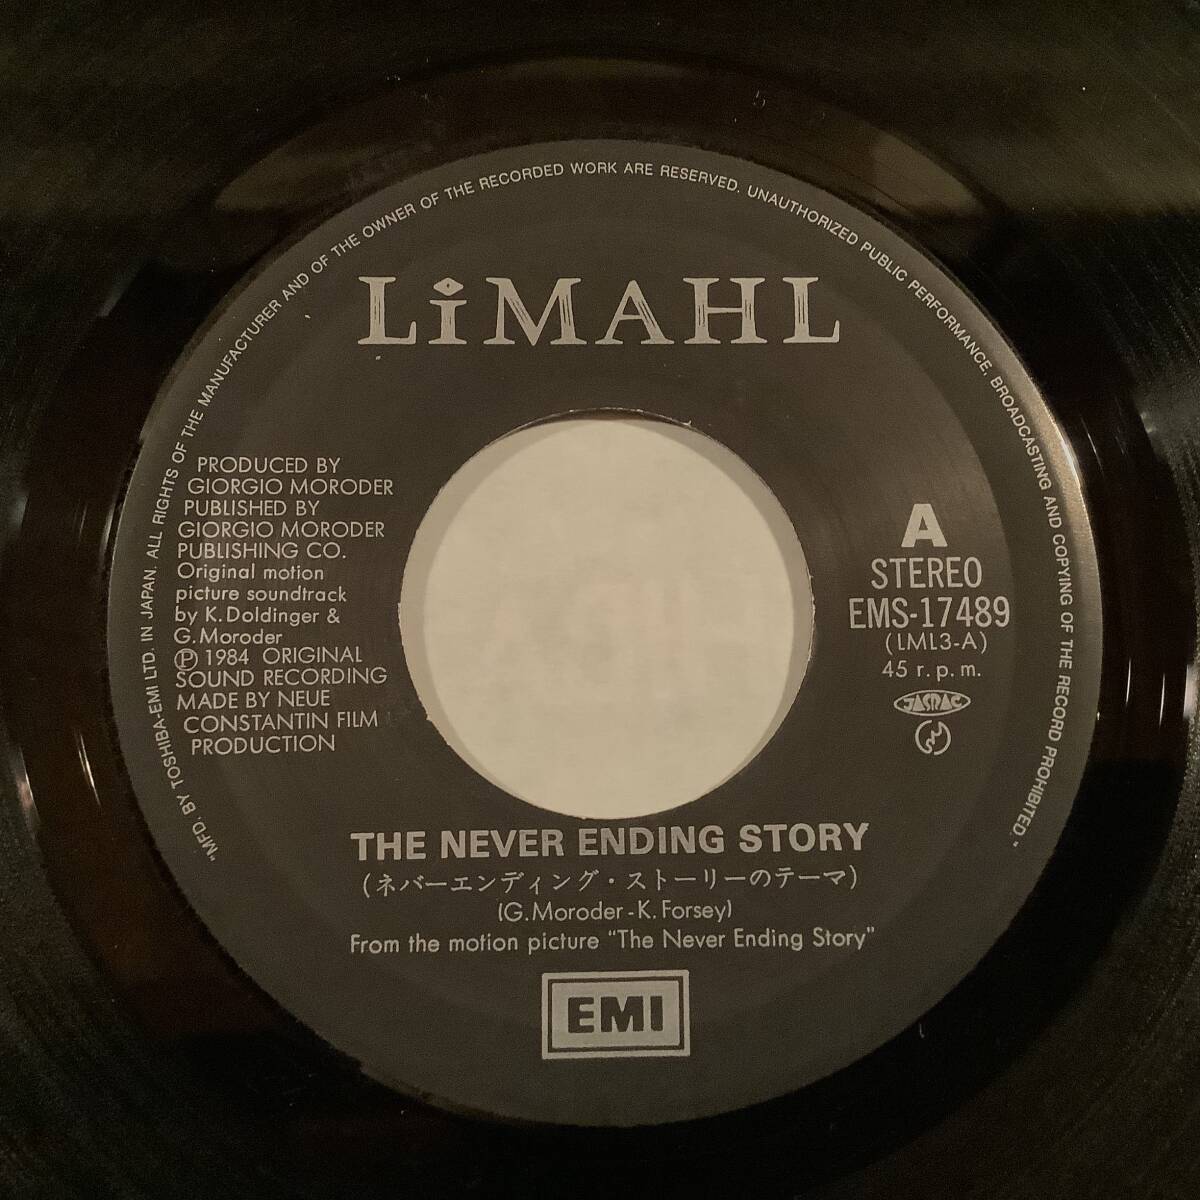 "MFD. BY TOSHIBA-EMI LTD. IN JAPAN. ALL RIGHTS OF THE MANUFACTURER AND OF THE OWNER OF THE RECORDED WORK ARE RESERVED. UNAUTHORIZED PUBLIC PERFORMANCE, BROADCASTING AND COPYING OF THE RECORD PROHIBITED."
LiMAHL
PRODUCED BY
GIORGIO MORODER
PUBLISHED BY
GIORGIO MORODER
PUBLISHING CO.
Original motion
picture soundtrack
by K.Doldinger &
G.Moroder
Ⓟ 1984 ORIGINAL
SOUND RECORDING
MADE BY NEUE
CONSTANTIN FILM
PRODUCTION
A
STEREO
EMS-17489
(LML3-A)
45 r.p.m.
JASRAC
THE NEVER ENDING STORY
(ネバーエンディング・ストーリーのテーマ)
(G.Moroder-K.Forsey)
From the motion picture "The Never Ending Story"
EMI